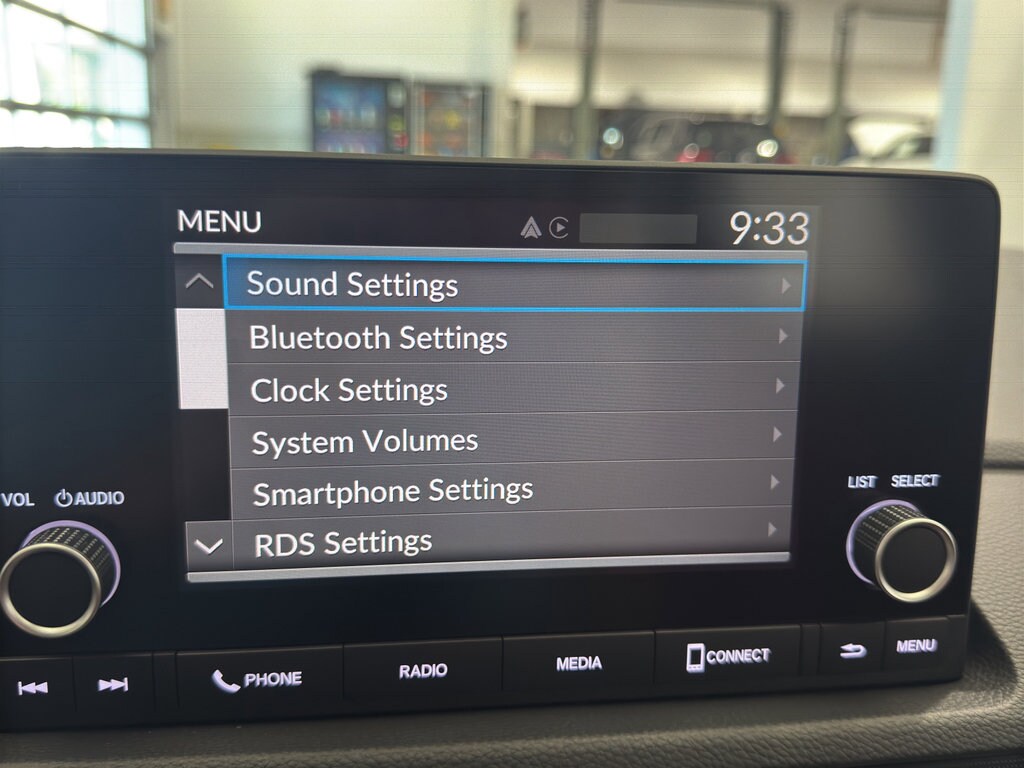 MENU
9:33
Sound Settings
Bluetooth Settings
Clock Settings
System Volumes
Smartphone Settings
RDS Settings
VOL AUDIO
LIST SELECT
PHONE
RADIO
MEDIA
CONNECT
MENU